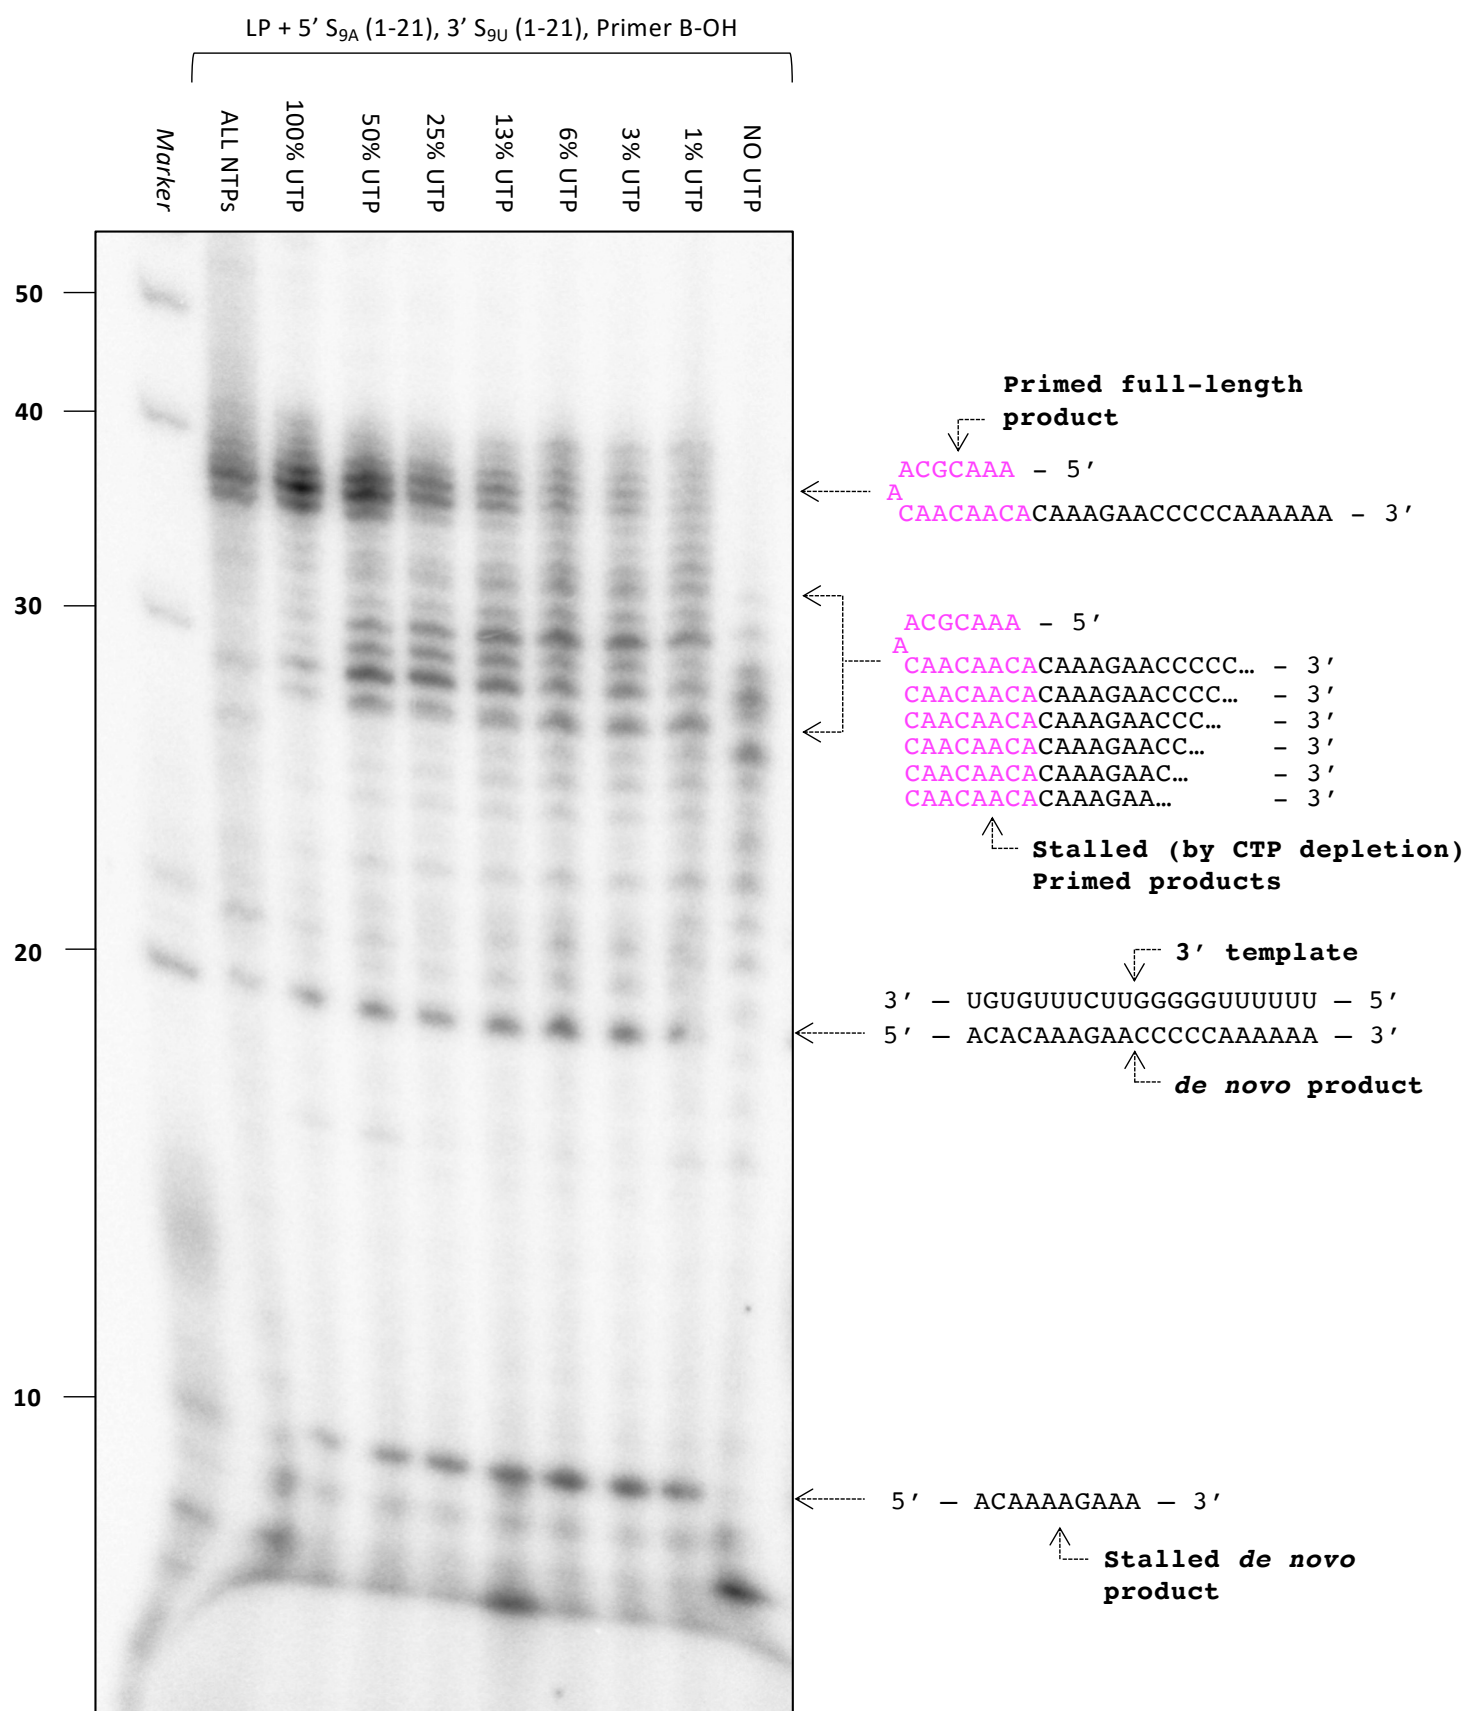 LP + 5′ S9A (1-21), 3′ S9U (1-21), Primer B-OH
Marker
ALL NTPs
100% UTP
50% UTP
25% UTP
13% UTP
6% UTP
3% UTP
1% UTP
NO UTP
50
40
30
20
10
Primed full-length
product
ACGCAAA – 5′
A
CAACAACACAAAGAACCCCCAAAAAA – 3′
ACGCAAA – 5′
A
CAACAACACAAAGAACCCCC… – 3′
CAACAACACAAAGAACCCC… – 3′
CAACAACACAAAGAACCC… – 3′
CAACAACACAAAGAACC… – 3′
CAACAACACAAAGAAC… – 3′
CAACAACACAAAGAA… – 3′
Stalled (by CTP depletion)
Primed products
3′ template
3′ – UGUGUUUCUUGGGGGUUUUUU – 5′
5′ – ACACAAAGAACCCCCAAAAAA – 3′
de novo product
5′ – ACAAAAGAAA – 3′
Stalled de novo
product